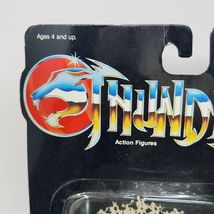 Ages 4 and up.
THUND
Action Figures